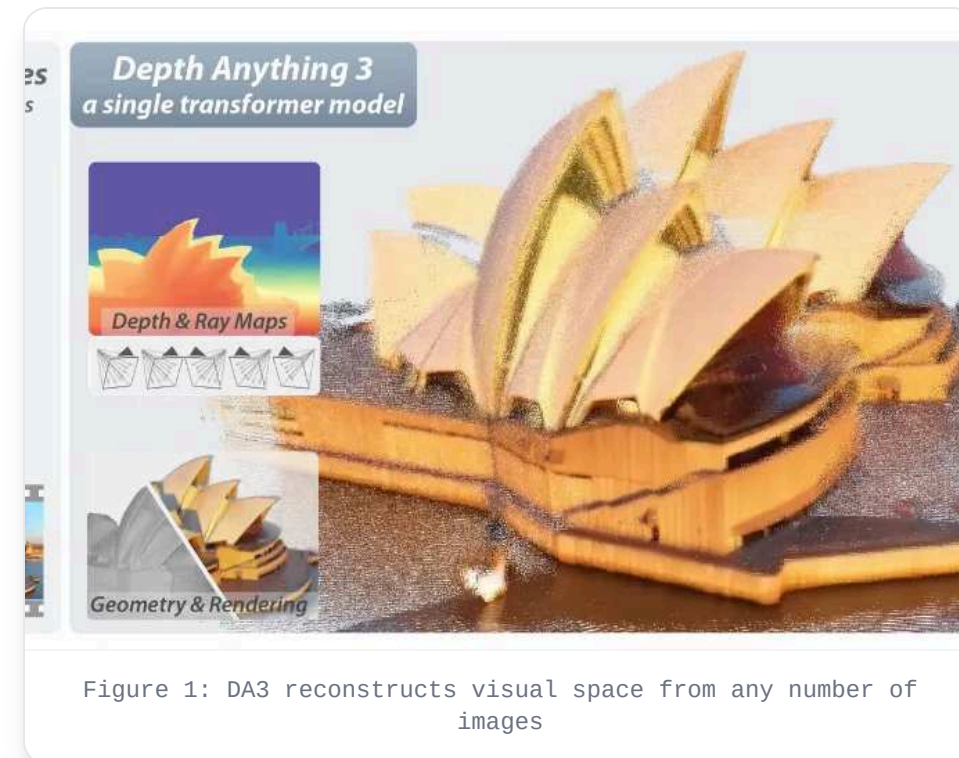 es
s
Depth Anything 3
a single transformer model
Depth & Ray Maps
Geometry & Rendering
Figure 1: DA3 reconstructs visual space from any number of
images